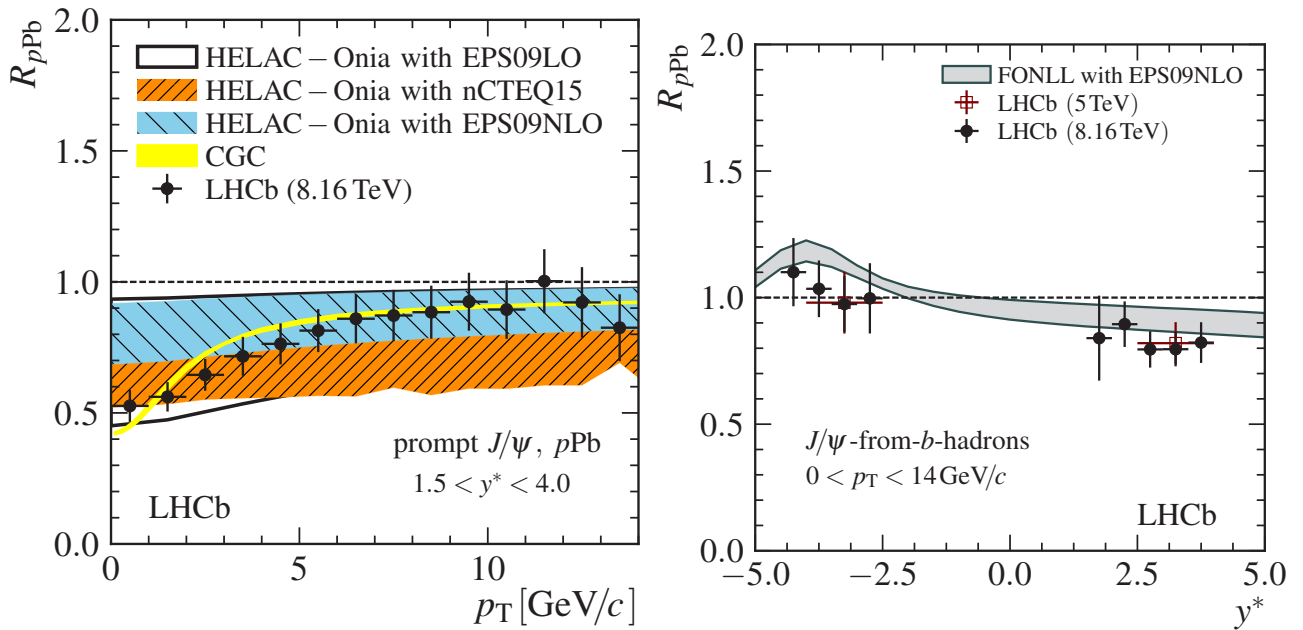 R_{pPb}
2.0
1.5
1.0
0.5
0.0
HELAC – Onia with EPS09LO
HELAC – Onia with nCTEQ15
HELAC – Onia with EPS09NLO
CGC
LHCb (8.16 TeV)
prompt J/ψ, pPb
1.5 < y* < 4.0
LHCb
0 5 10
p_T [GeV/c]
R_{pPb}
2.0
1.5
1.0
0.5
0.0
FONLL with EPS09NLO
LHCb (5 TeV)
LHCb (8.16 TeV)
J/ψ-from-b-hadrons
0 < p_T < 14 GeV/c
LHCb
−5.0 −2.5 0.0 2.5 5.0
y*